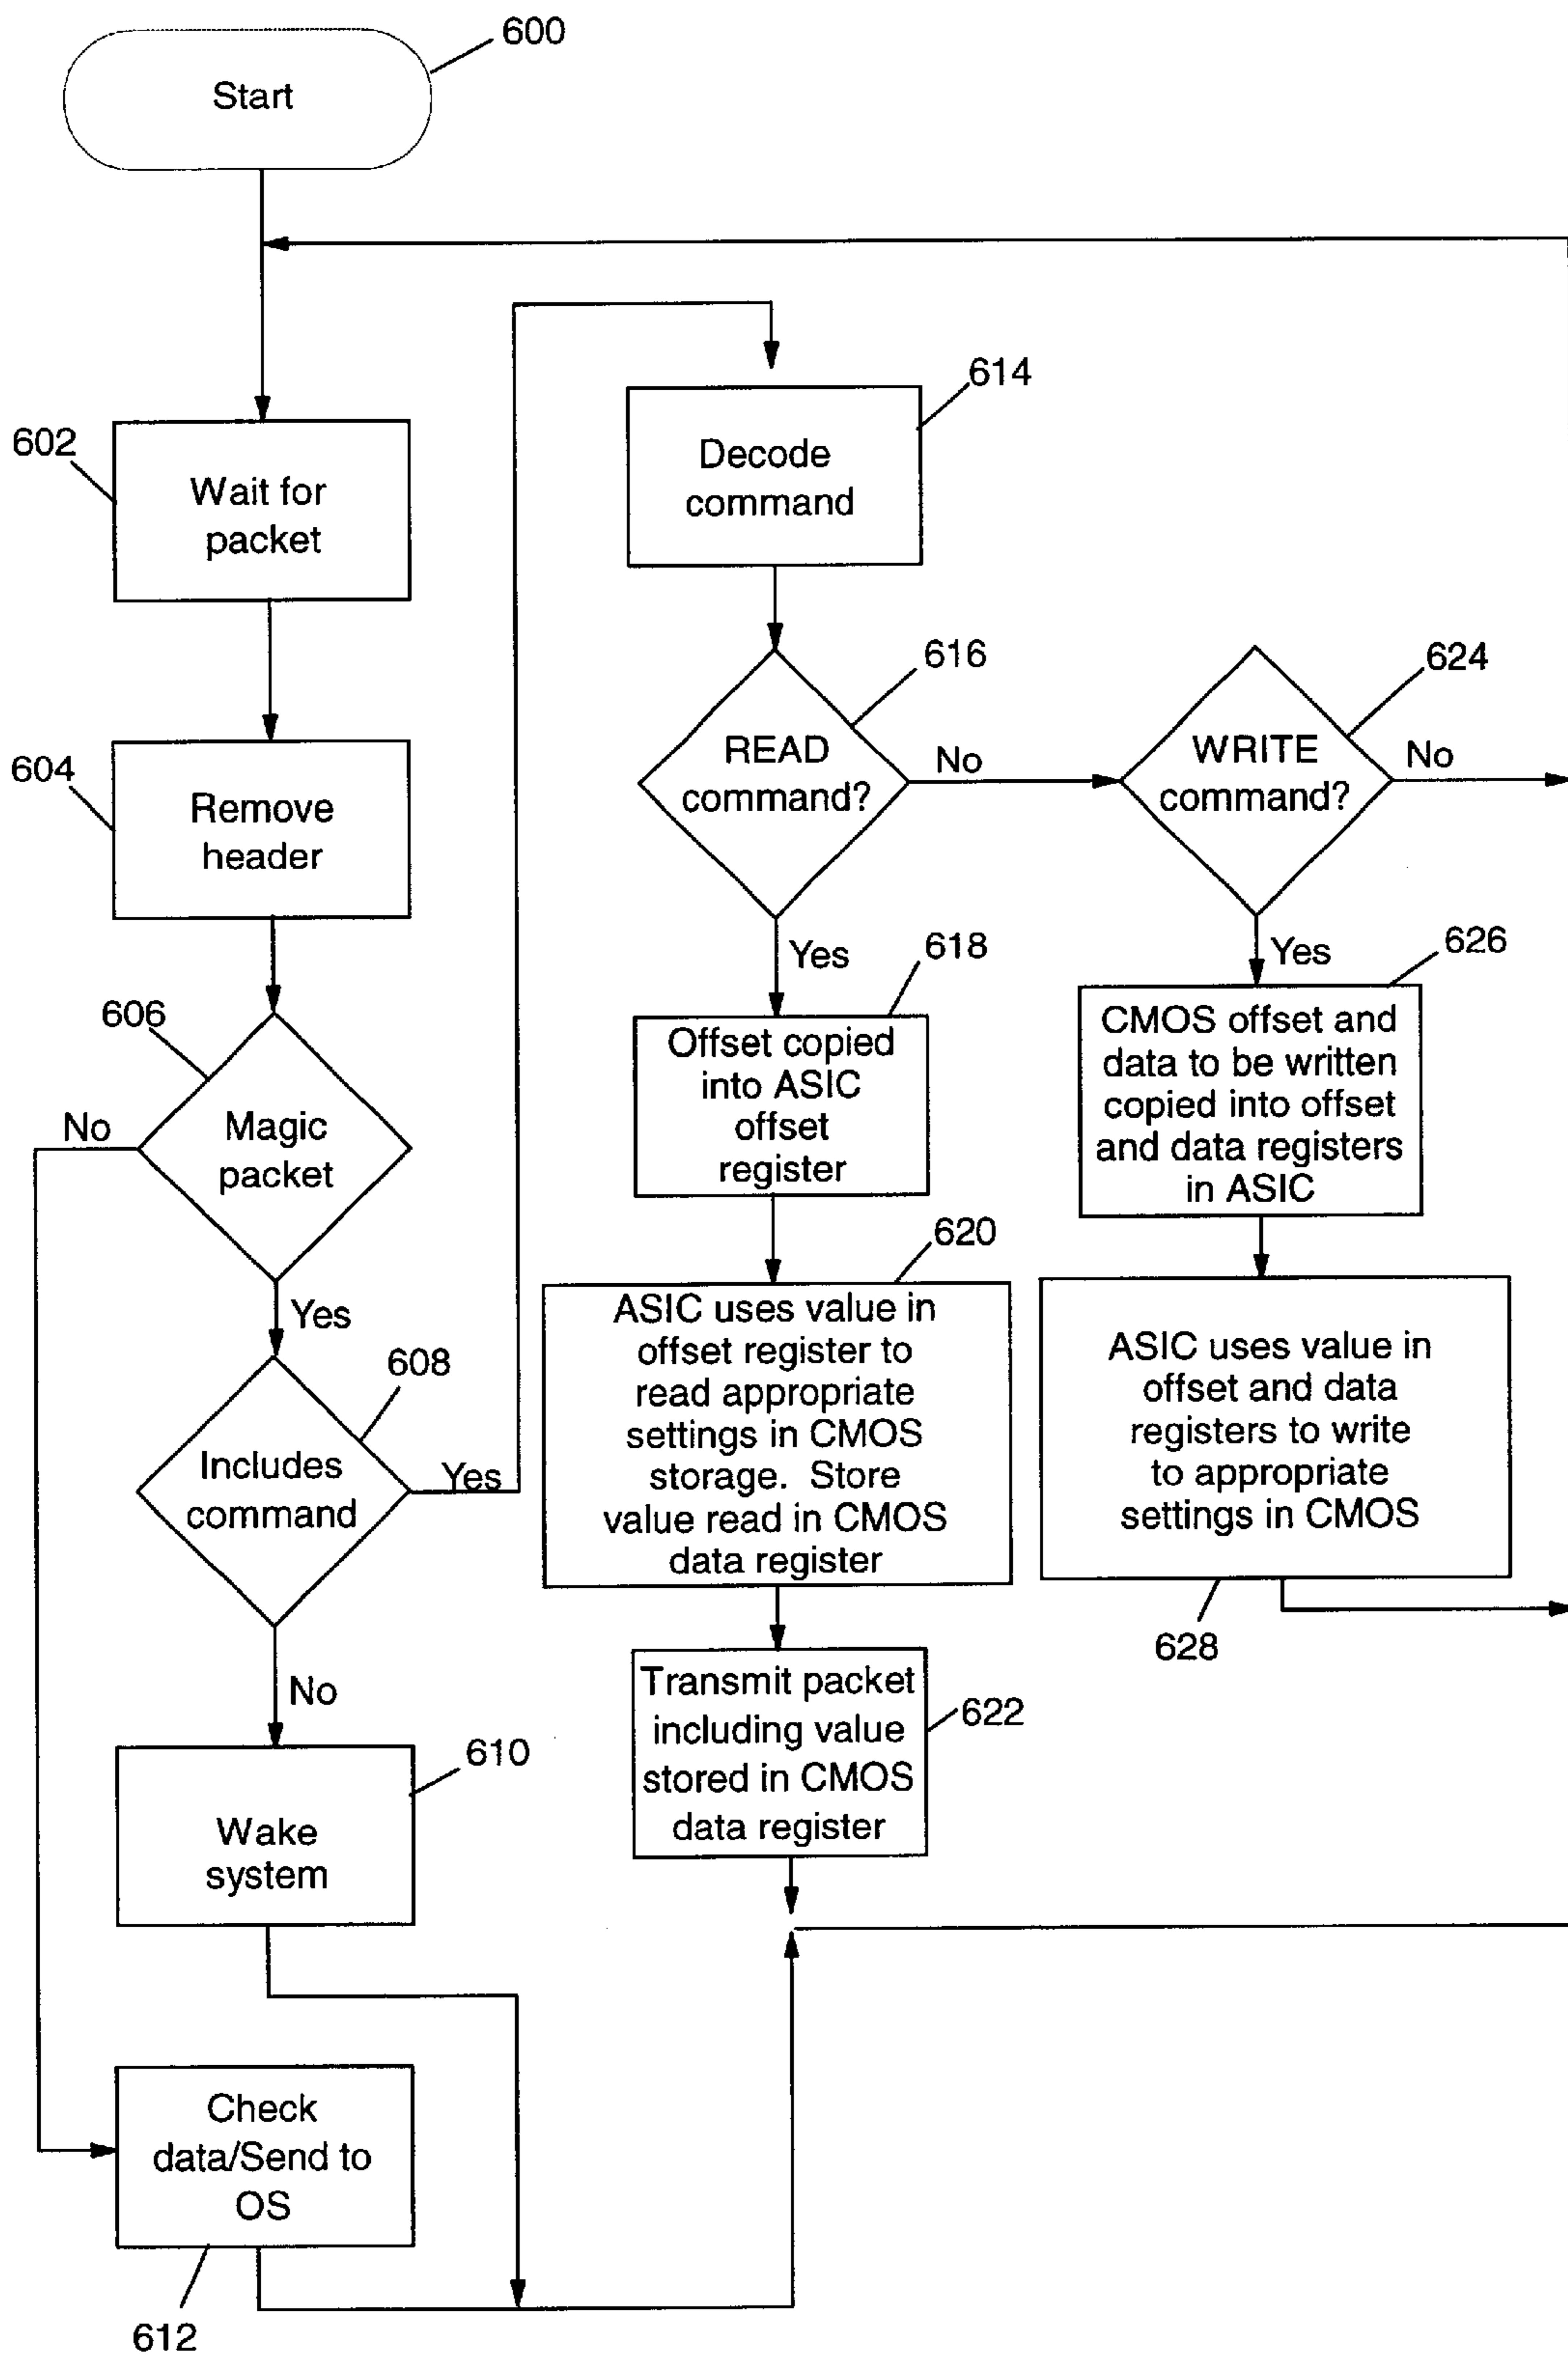 600
Start
602
Wait for
packet
604
Remove
header
606
Magic
packet
No
Yes
608
Includes
command
Yes
No
610
Wake
system
Check
data/Send to
OS
612
614
Decode
command
616
READ
command?
No
Yes
618
Offset copied
into ASIC
offset
register
620
ASIC uses value in
offset register to
read appropriate
settings in CMOS
storage.  Store
value read in CMOS
data register
Transmit packet
including value
stored in CMOS
data register
622
624
WRITE
command?
No
Yes
626
CMOS offset and
data to be written
copied into offset
and data registers
in ASIC
ASIC uses value in
offset and data
registers to write
to appropriate
settings in CMOS
628